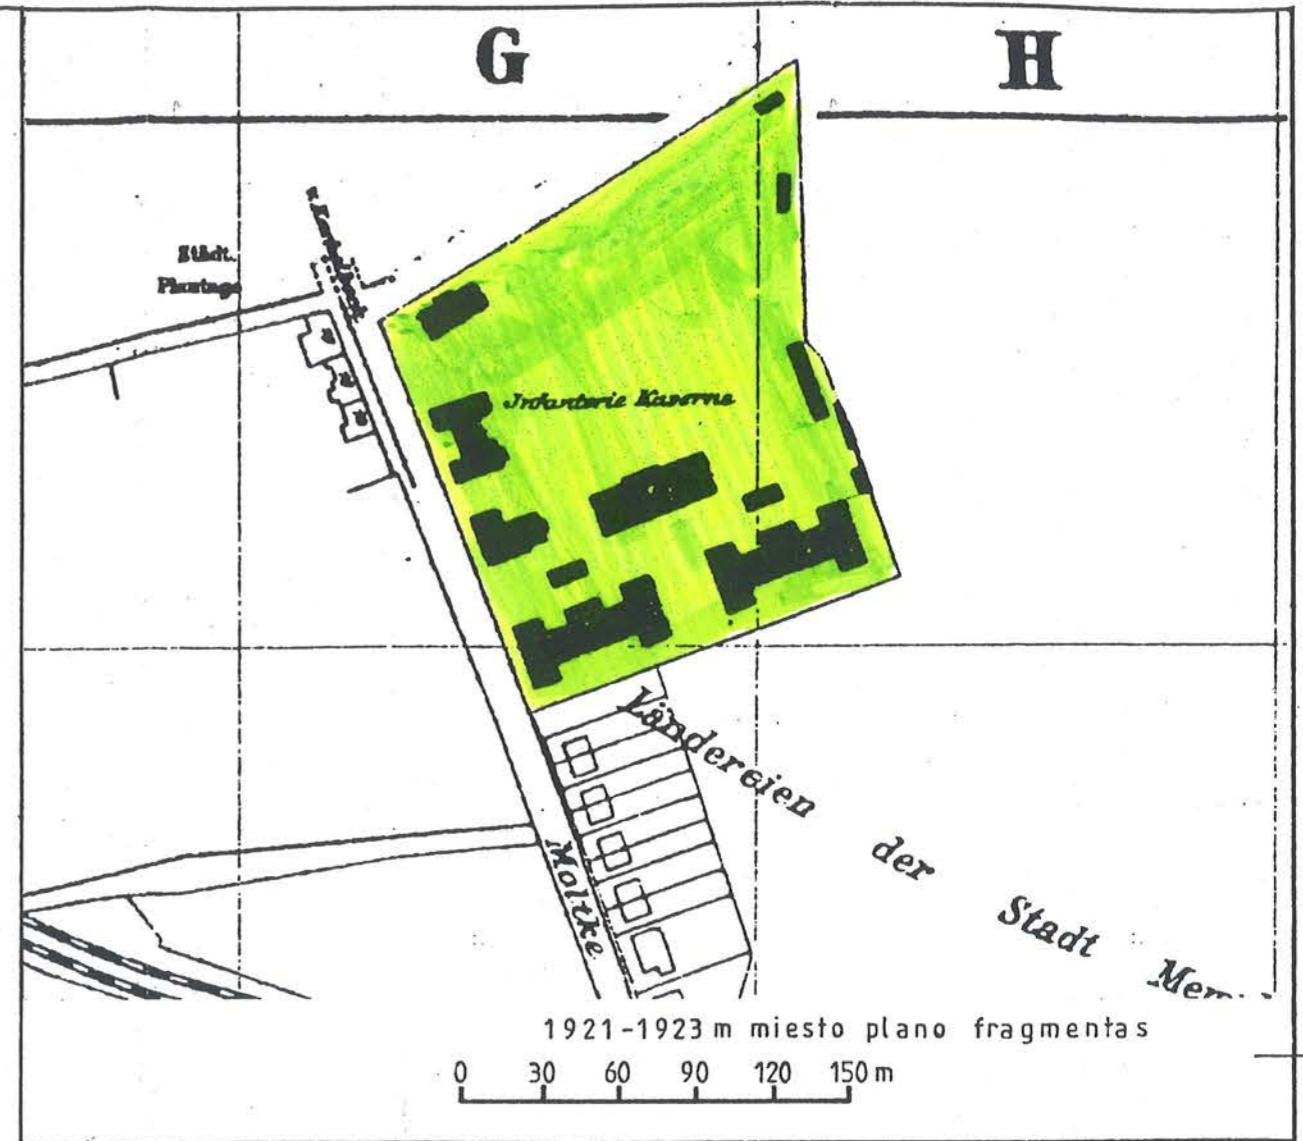 G
H
Städt.
Plantage
Infanterie Kaserne
Ländereien der Stadt
Moltke
1921-1923 m miesto plano fragmentas
0 30 60 90 120 150 m